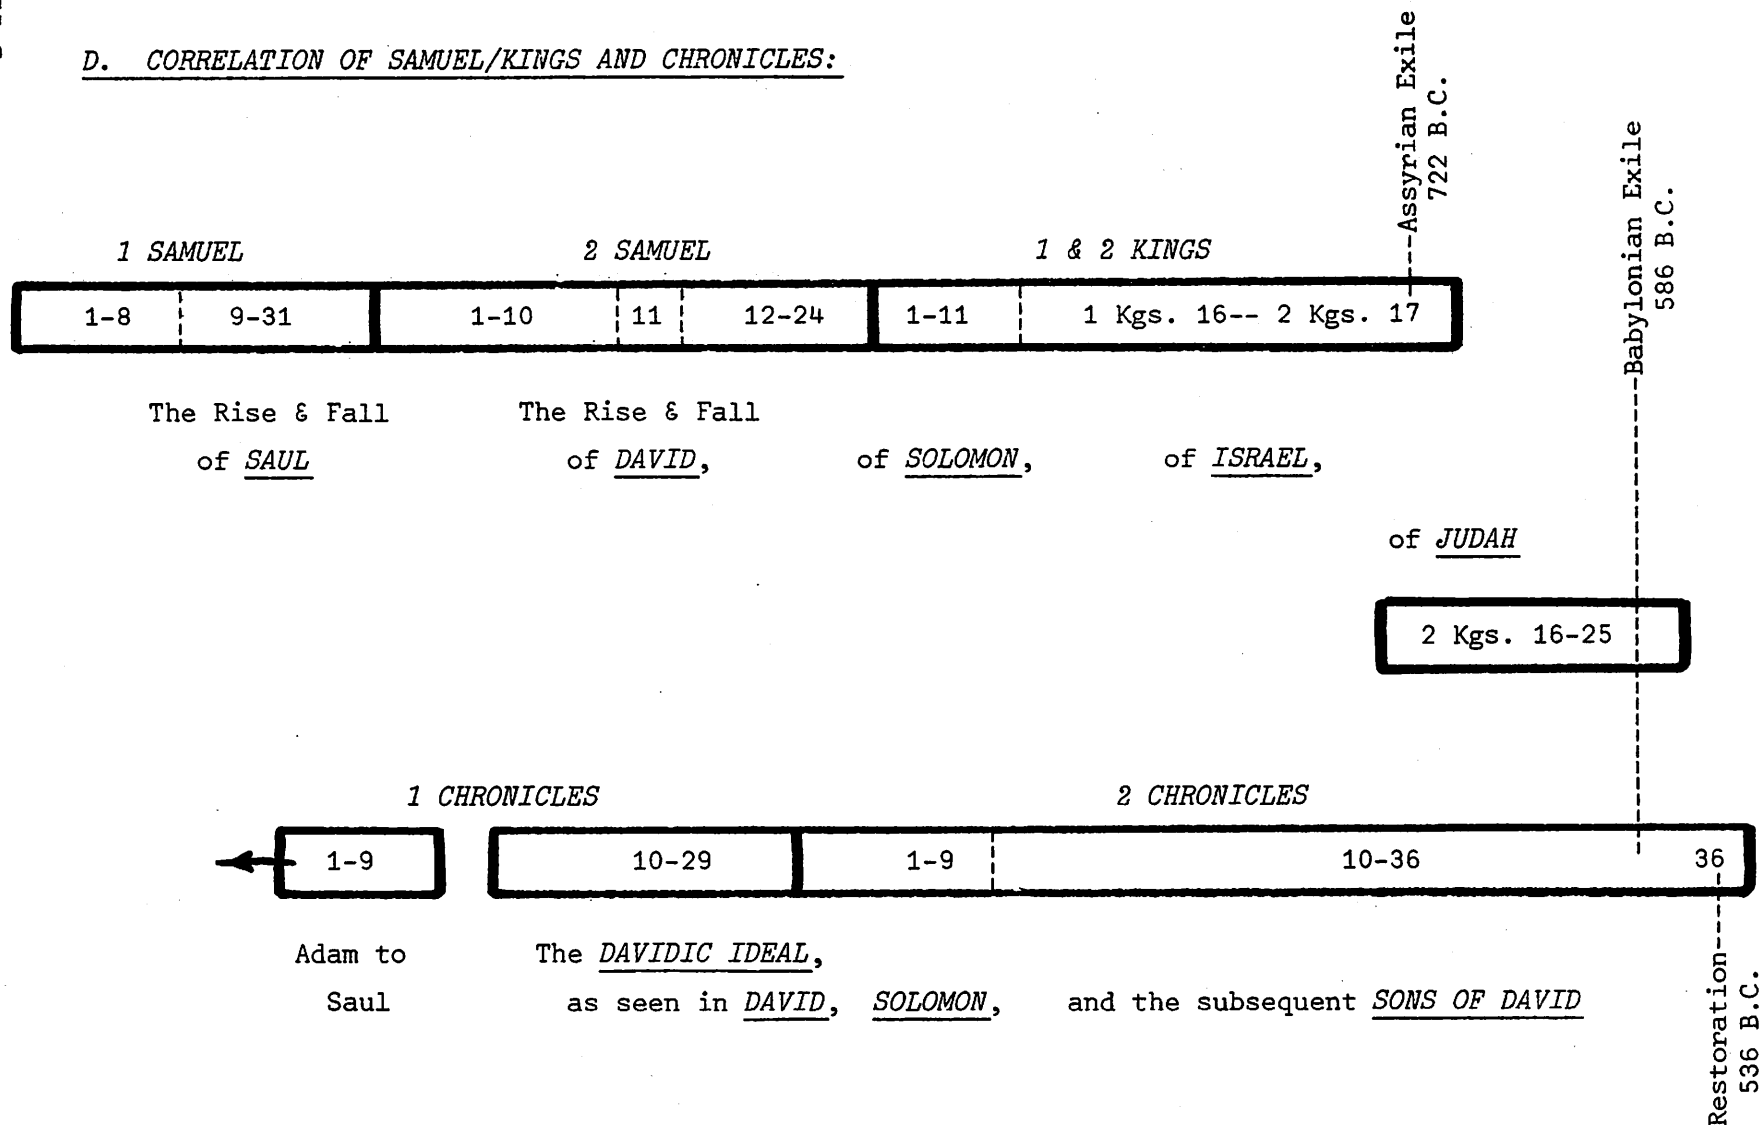 D. CORRELATION OF SAMUEL/KINGS AND CHRONICLES:
Assyrian Exile
722 B.C.
Babylonian Exile
586 B.C.
1 SAMUEL 2 SAMUEL 1 & 2 KINGS
1-8 9-31 1-10 11 12-24 1-11 1 Kgs. 16-- 2 Kgs. 17
The Rise & Fall The Rise & Fall
of SAUL of DAVID, of SOLOMON, of ISRAEL,
of JUDAH
2 Kgs. 16-25
1 CHRONICLES 2 CHRONICLES
1-9 10-29 1-9 10-36 36
Adam to The DAVIDIC IDEAL,
Saul as seen in DAVID, SOLOMON, and the subsequent SONS OF DAVID
Restoration
536 B.C.